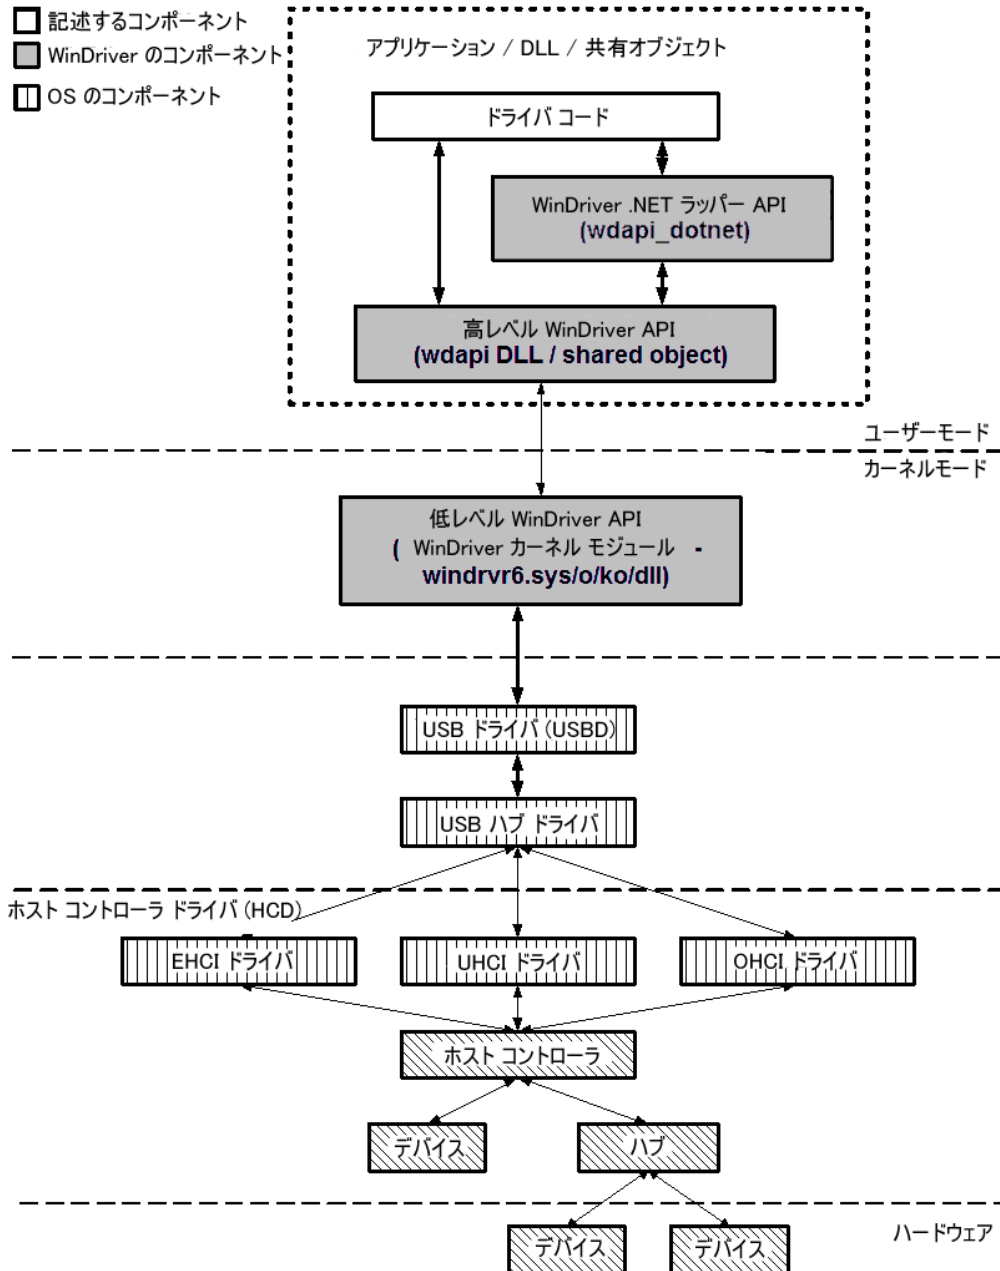 記述するコンポーネント
WinDriver のコンポーネント
OS のコンポーネント
アプリケーション / DLL / 共有オブジェクト
ドライバ コード
WinDriver .NET ラッパー API
(wdapi_dotnet)
高レベル WinDriver API
(wdapi DLL / shared object)
ユーザーモード
カーネルモード
低レベル WinDriver API
( WinDriver カーネル モジュール -
windrvr6.sys/o/ko/dll)
USB ドライバ (USBD)
USB ハブ ドライバ
ホスト コントローラ ドライバ (HCD)
EHCI ドライバ
UHCI ドライバ
OHCI ドライバ
ホスト コントローラ
デバイス
ハブ
ハードウェア
デバイス
デバイス